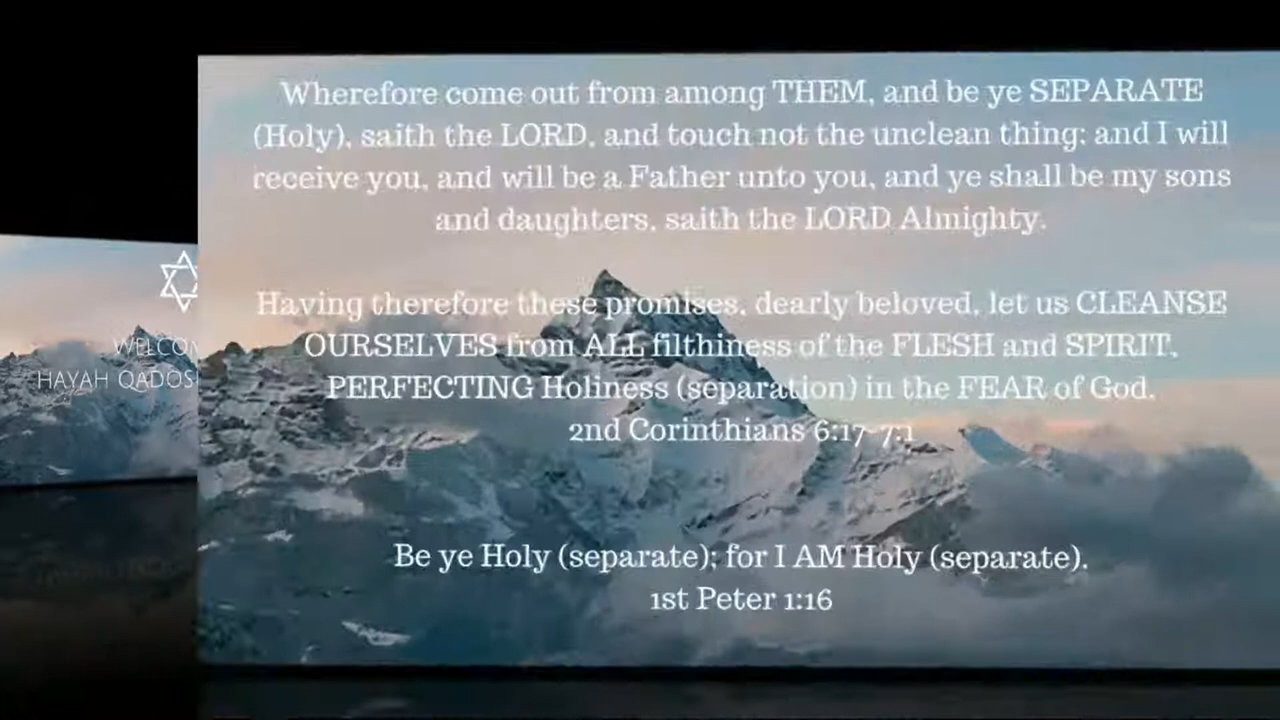 Wherefore come out from among THEM, and be ye SEPARATE
(Holy), saith the LORD, and touch not the unclean thing; and I will
receive you, and will be a Father unto you, and ye shall be my sons
and daughters, saith the LORD Almighty.
Having therefore these promises, dearly beloved, let us CLEANSE
OURSELVES from ALL filthiness of the FLESH and SPIRIT,
PERFECTING Holiness (separation) in the FEAR of God.
2nd Corinthians 6:17-7:1
Be ye Holy (separate); for I AM Holy (separate).
1st Peter 1:16
HAYAH